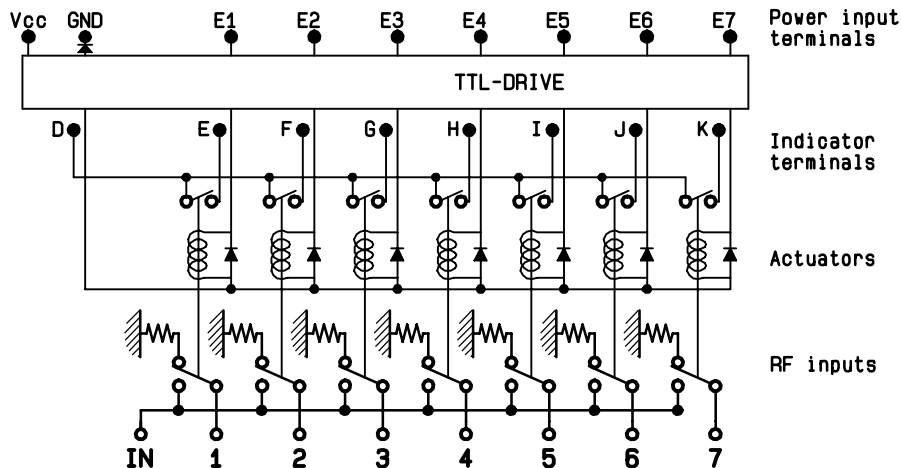 Vcc GND E1 E2 E3 E4 E5 E6 E7 Power input
terminals
TTL-DRIVE
D E F G H I J K
Indicator
terminals
Actuators
RF inputs
IN 1 2 3 4 5 6 7